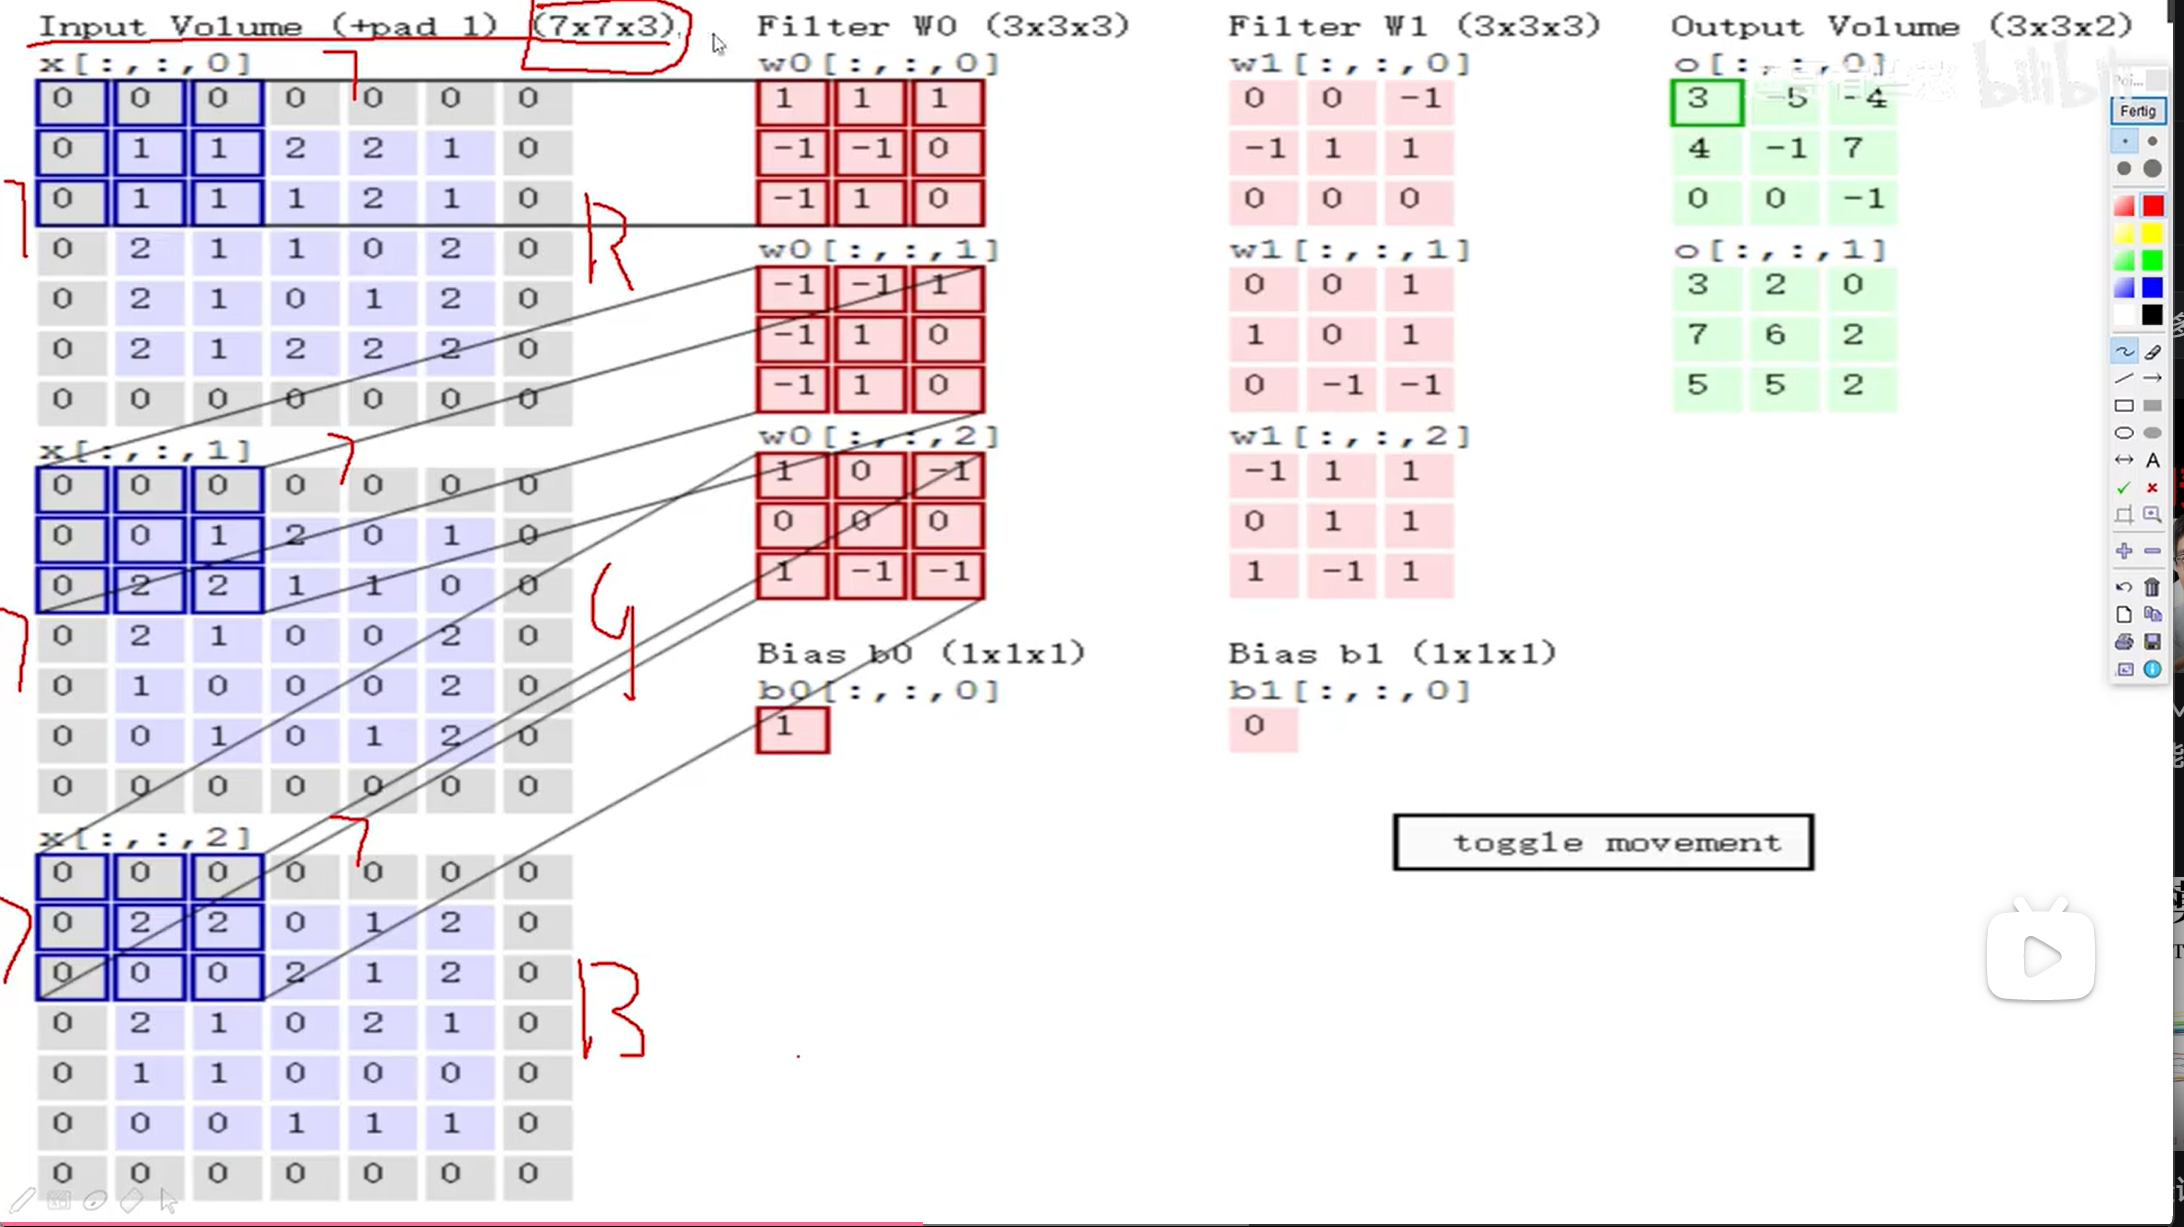 Input Volume (+pad 1) (7x7x3)
x[:,:,0]
0 0 0 0 0 0 0
0 1 1 2 2 1 0
0 1 1 1 2 1 0
0 2 1 1 0 2 0
0 2 1 0 1 2 0
0 2 1 2 2 2 0
0 0 0 0 0 0 0
x[:,:,1]
0 0 0 0 0 0 0
0 0 1 2 0 1 0
0 2 2 1 1 0 0
0 2 1 0 0 2 0
0 1 0 0 0 2 0
0 0 1 0 1 2 0
0 0 0 0 0 0 0
x[:,:,2]
0 0 0 0 0 0 0
0 2 2 0 1 2 0
0 0 0 2 1 2 0
0 2 1 0 2 1 0
0 1 1 0 0 0 0
0 0 0 1 1 1 0
0 0 0 0 0 0 0
7
7
R
7
7
G
7
7
B
Filter W0 (3x3x3)
w0[:,:,0]
1 1 1
-1 -1 0
-1 1 0
w0[:,:,1]
-1 -1 1
-1 1 0
-1 1 0
w0[:,:,2]
1 0 -1
0 0 0
1 -1 -1
Bias b0 (1x1x1)
b0[:,:,0]
1
Filter W1 (3x3x3)
w1[:,:,0]
0 0 -1
-1 1 1
0 0 0
w1[:,:,1]
0 0 1
1 0 1
0 -1 -1
w1[:,:,2]
-1 1 1
0 1 1
1 -1 1
Bias b1 (1x1x1)
b1[:,:,0]
0
Output Volume (3x3x2)
o[:,:,0]
3 -5 -4
4 -1 7
0 0 -1
o[:,:,1]
3 2 0
7 6 2
5 5 2
toggle movement
bilibili
Fertig
A